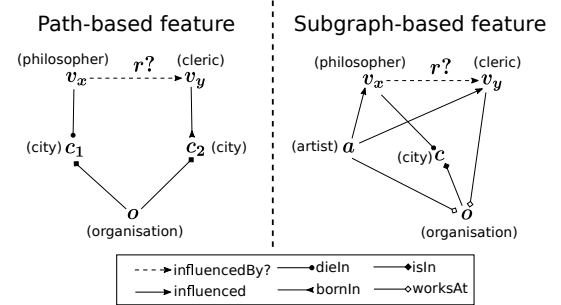 Path-based feature
(philosopher) (cleric)
r?
v_x v_y
(city) c_1 c_2 (city)
o
(organisation)
Subgraph-based feature
(philosopher) (cleric)
r?
v_x v_y
(artist) a
(city) c
o
(organisation)
influencedBy? dieIn isIn
influenced bornIn worksAt